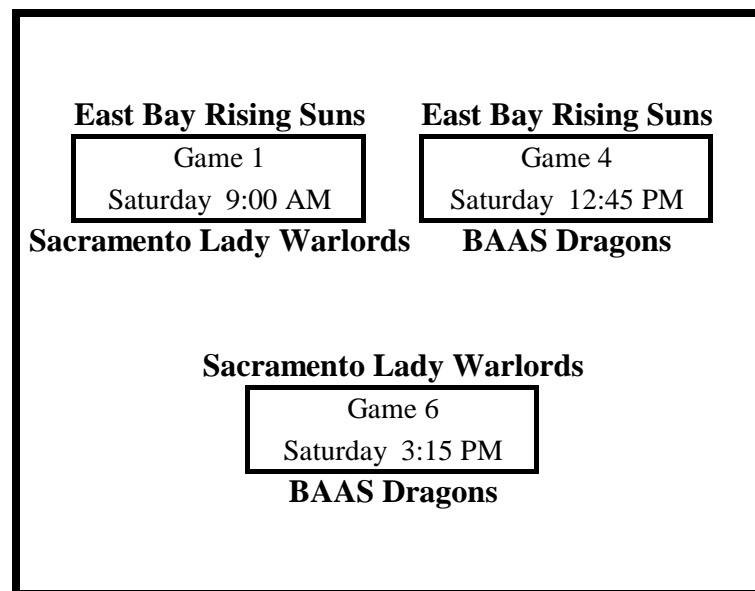 East Bay Rising Suns East Bay Rising Suns
Game 1 Game 4
Saturday 9:00 AM Saturday 12:45 PM
Sacramento Lady Warlords BAAS Dragons
Sacramento Lady Warlords
Game 6
Saturday 3:15 PM
BAAS Dragons